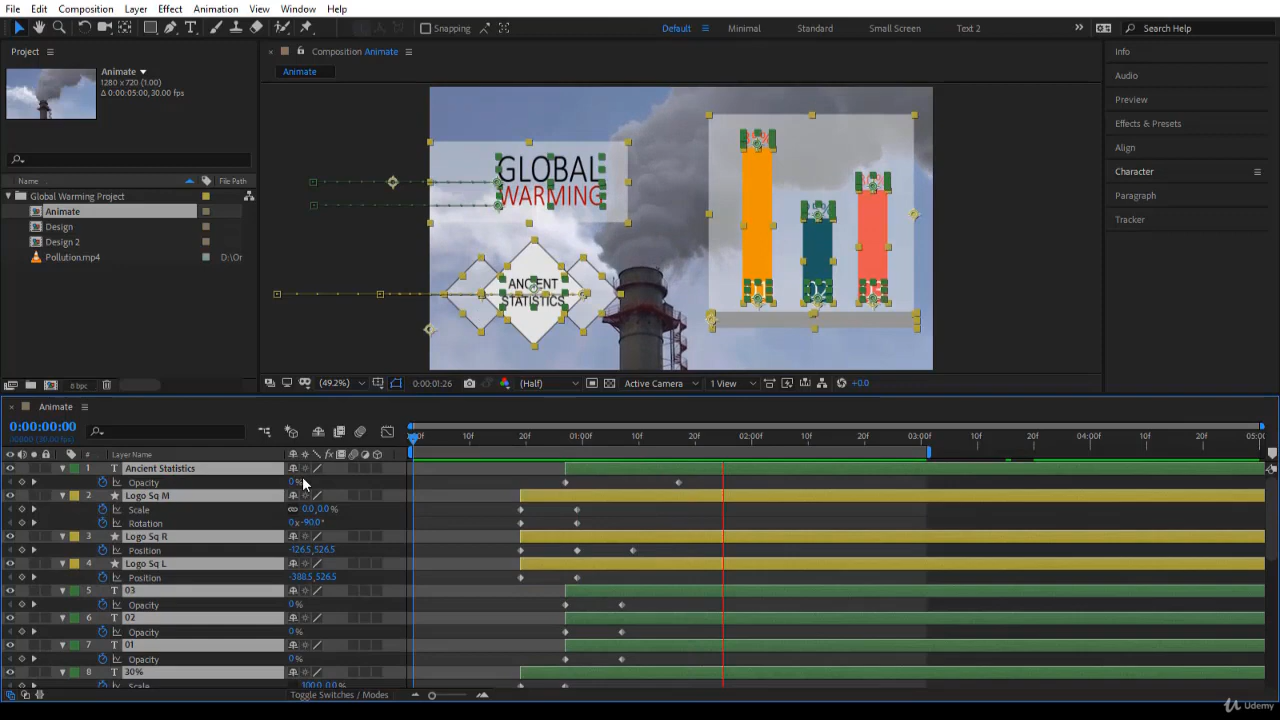 File Edit Composition Layer Effect Animation View Window Help
Snapping Default Minimal Standard Small Screen Text 2 Search Help
Project
Composition Animate
Info
Animate
1280 x 720 (1.00)
Δ 0:00:05:00, 30.00 fps
Animate
Audio
Preview
Effects & Presets
Align
Character
Paragraph
Tracker
Name File Path
Global Warming Project
Animate
Design
Design 2
Pollution.mp4 D:\Or
GLOBAL
WARMING
ANCIENT
STATISTICS
8 bpc
(49.2%) 0:00:01:26 (Half) Active Camera 1 View +0.0
Animate
0:00:00:00
00000 (30.00 fps)
:00f 10f 20f 01:00f 10f 20f 02:00f 10f 20f 03:00f 10f 20f 04:00f 10f 20f 05:00f
# Layer Name
1 Ancient Statistics
Opacity 0 %
2 Logo Sq M
Scale 0.0,0.0 %
Rotation 0 x-90.0°
3 Logo Sq R
Position -126.5,526.5
4 Logo Sq L
Position -388.5,526.5
5 03
Opacity 0 %
6 02
Opacity 0 %
7 01
Opacity 0 %
8 30%
Scale 100.0,0.0 %
Toggle Switches / Modes
Udemy